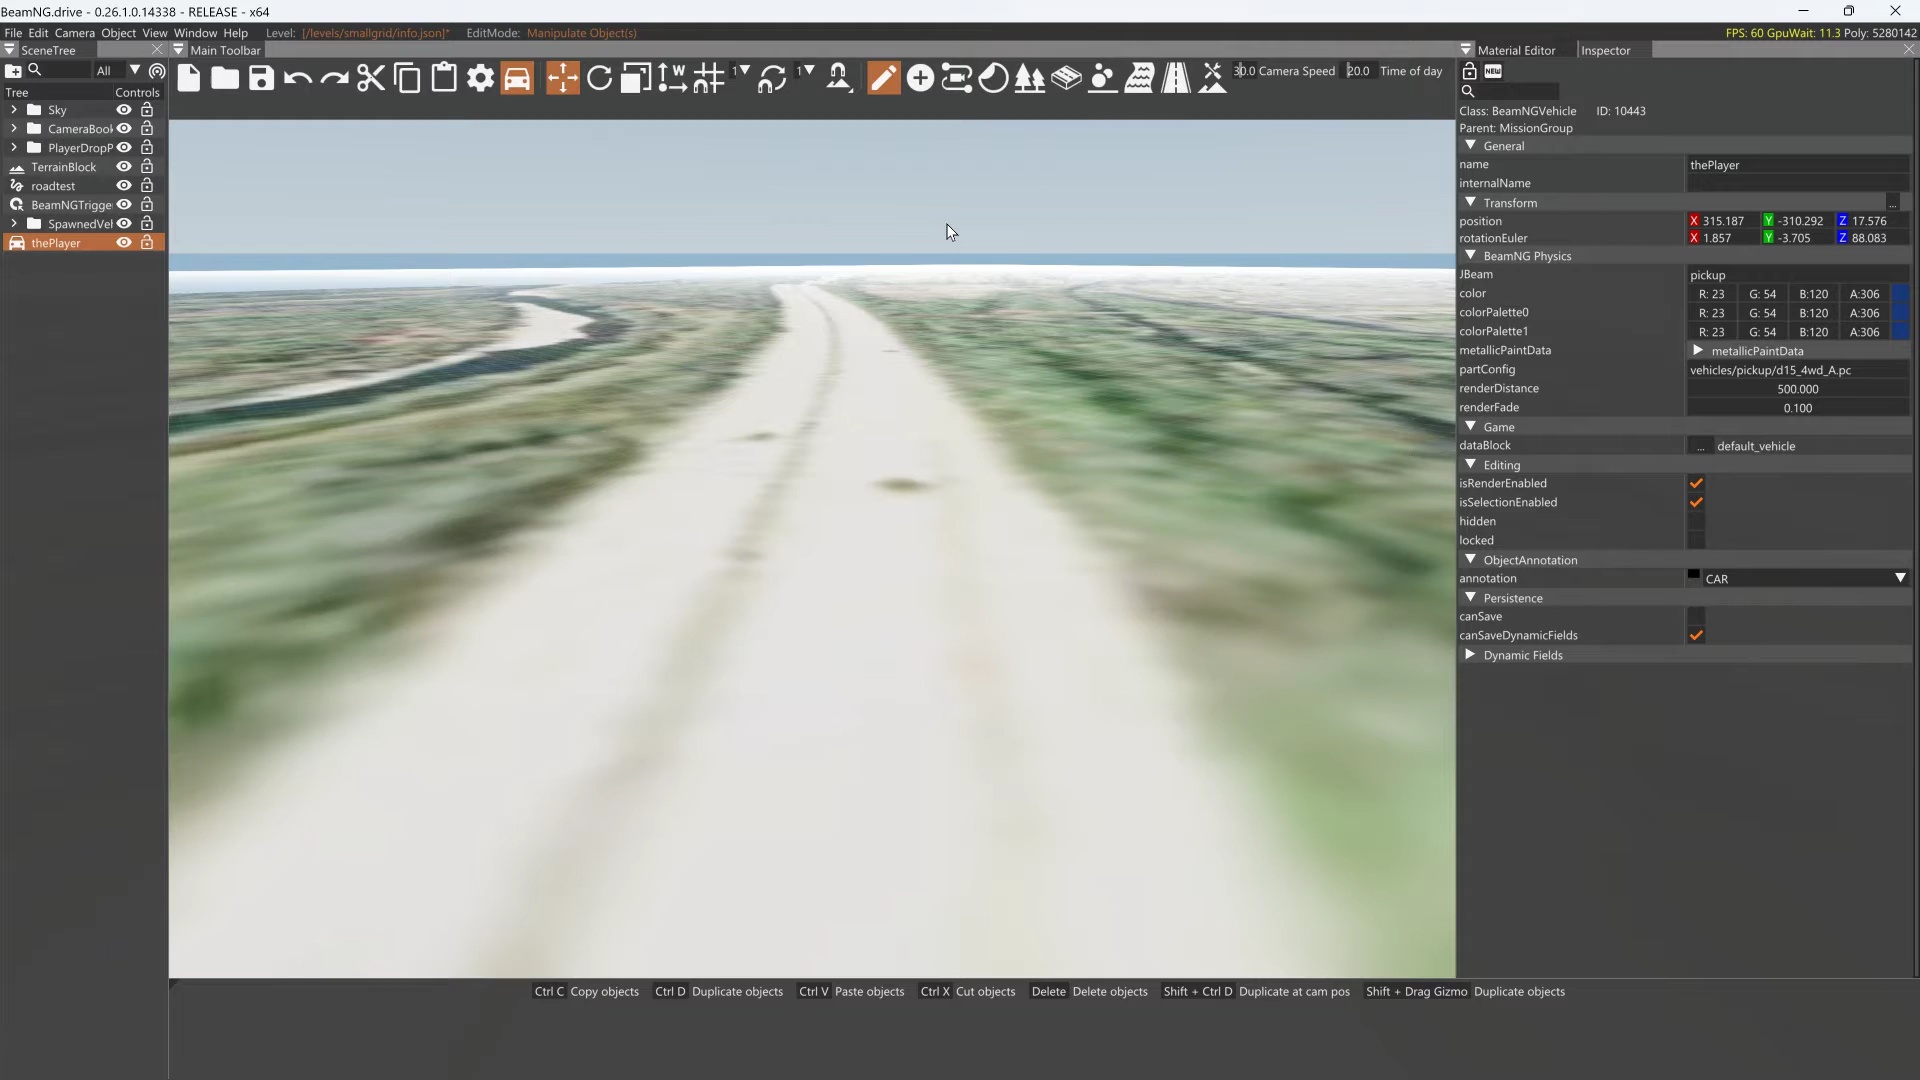 BeamNG.drive - 0.26.1.0.14338 - RELEASE - x64
File Edit Camera Object View Window Help Level: [/levels/smallgrid/info.json]* EditMode: Manipulate Object(s) FPS: 60 GpuWait: 11.3 Poly: 5280142
SceneTree Main Toolbar Material Editor Inspector
All W 1 1 30.0 Camera Speed 20.0 Time of day NEW
Tree Controls
Sky
CameraBook
PlayerDropP
TerrainBlock
roadtest
BeamNGTrigge
SpawnedVel
thePlayer
Class: BeamNGVehicle ID: 10443
Parent: MissionGroup
General
name thePlayer
internalName
Transform ...
position X 315.187 Y -310.292 Z 17.576
rotationEuler X 1.857 Y -3.705 Z 88.083
BeamNG Physics
JBeam pickup
color R: 23 G: 54 B:120 A:306
colorPalette0 R: 23 G: 54 B:120 A:306
colorPalette1 R: 23 G: 54 B:120 A:306
metallicPaintData metallicPaintData
partConfig vehicles/pickup/d15_4wd_A.pc
renderDistance 500.000
renderFade 0.100
Game
dataBlock ... default_vehicle
Editing
isRenderEnabled
isSelectionEnabled
hidden
locked
ObjectAnnotation
annotation CAR
Persistence
canSave
canSaveDynamicFields
Dynamic Fields
Ctrl C Copy objects Ctrl D Duplicate objects Ctrl V Paste objects Ctrl X Cut objects Delete Delete objects Shift + Ctrl D Duplicate at cam pos Shift + Drag Gizmo Duplicate objects